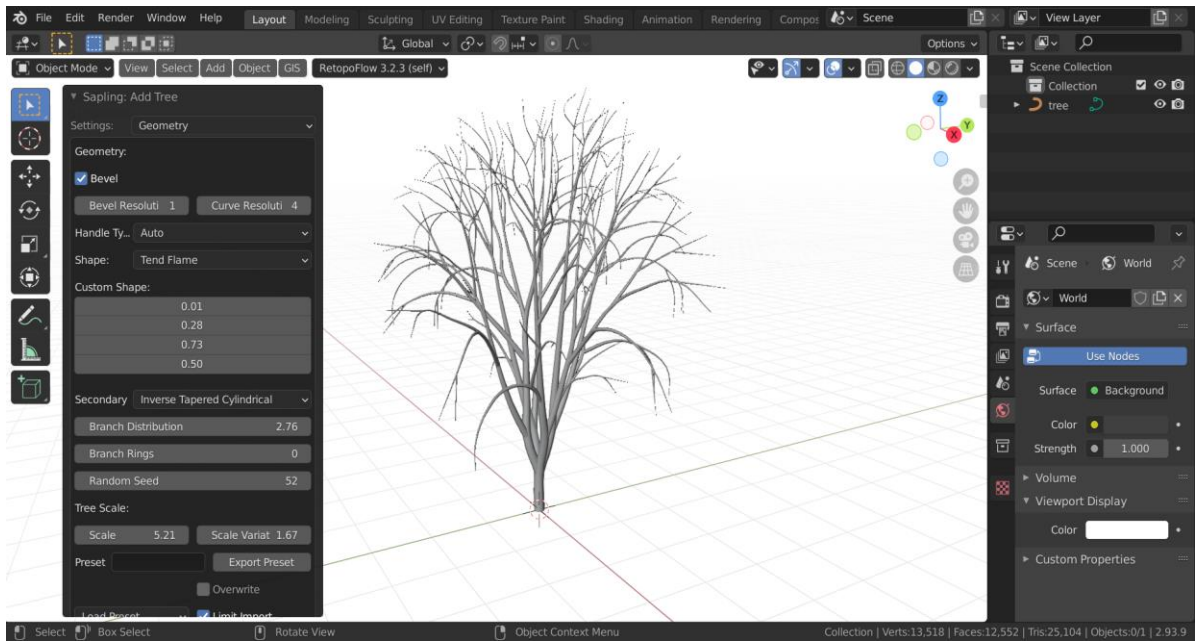 File Edit Render Window Help Layout Modeling Sculpting UV Editing Texture Paint Shading Animation Rendering Compos Scene View Layer
Global Options
Object Mode View Select Add Object GIS RetopoFlow 3.2.3 (self)
Sapling: Add Tree
Settings: Geometry
Geometry:
Bevel
Bevel Resoluti 1 Curve Resoluti 4
Handle Ty... Auto
Shape: Tend Flame
Custom Shape:
0.01
0.28
0.73
0.50
Secondary Inverse Tapered Cylindrical
Branch Distribution 2.76
Branch Rings 0
Random Seed 52
Tree Scale:
Scale 5.21 Scale Variat 1.67
Preset Export Preset
Overwrite
Load Preset Limit Import
Z
Y
X
Scene Collection
Collection
tree
Scene World
World
Surface
Use Nodes
Surface Background
Color
Strength 1.000
Volume
Viewport Display
Color
Custom Properties
Select Box Select Rotate View Object Context Menu Collection | Verts:13,518 | Faces:12,552 | Tris:25,104 | Objects:0/1 | 2.93.9